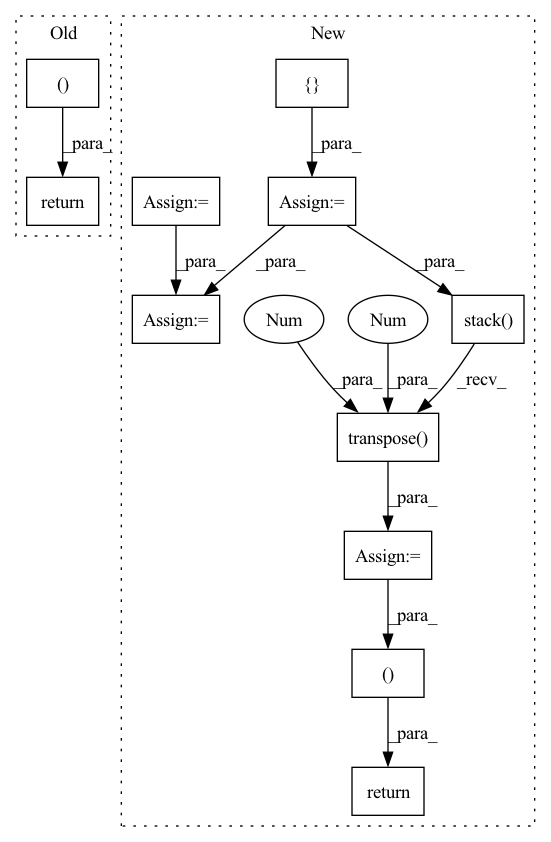 Old
New
()
{}
_para_
_para_
return
Assign:=
Assign:=
_para_
_para_
_para_
Assign:=
Num
Num
stack()
_para_
_para_
_recv_
transpose()
_para_
Assign:=
_para_
()
_para_
return